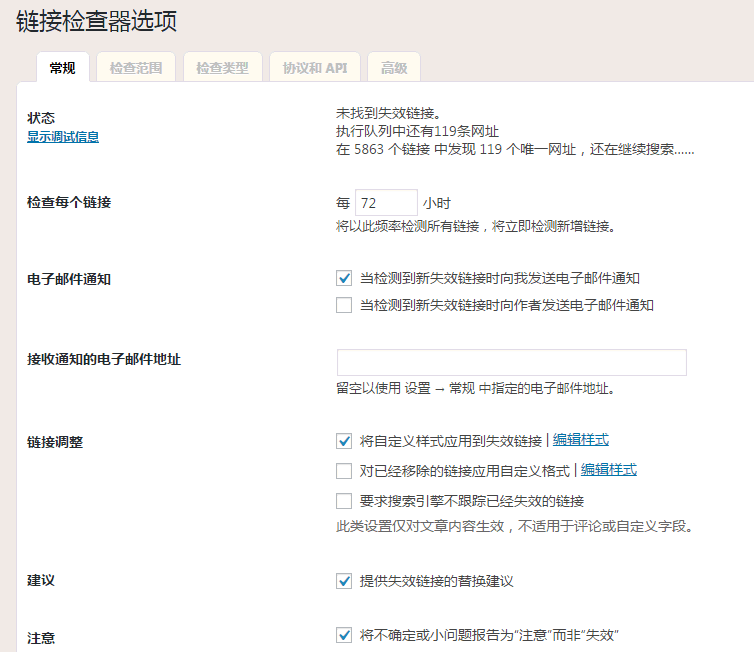 链接检查器选项
常规 检查范围 检查类型 协议和 API 高级
状态
显示调试信息
未找到失效链接。
执行队列中还有119条网址
在 5863 个链接 中发现 119 个唯一网址，还在继续搜索......
检查每个链接
每 72 小时
将以此频率检测所有链接，将立即检测新增链接。
电子邮件通知
当检测到新失效链接时向我发送电子邮件通知
当检测到新失效链接时向作者发送电子邮件通知
接收通知的电子邮件地址
留空以使用 设置 → 常规 中指定的电子邮件地址。
链接调整
将自定义样式应用到失效链接 | 编辑样式
对已经移除的链接应用自定义格式 | 编辑样式
要求搜索引擎不跟踪已经失效的链接
此类设置仅对文章内容生效，不适用于评论或自定义字段。
建议
提供失效链接的替换建议
注意
将不确定或小问题报告为“注意”而非“失效”